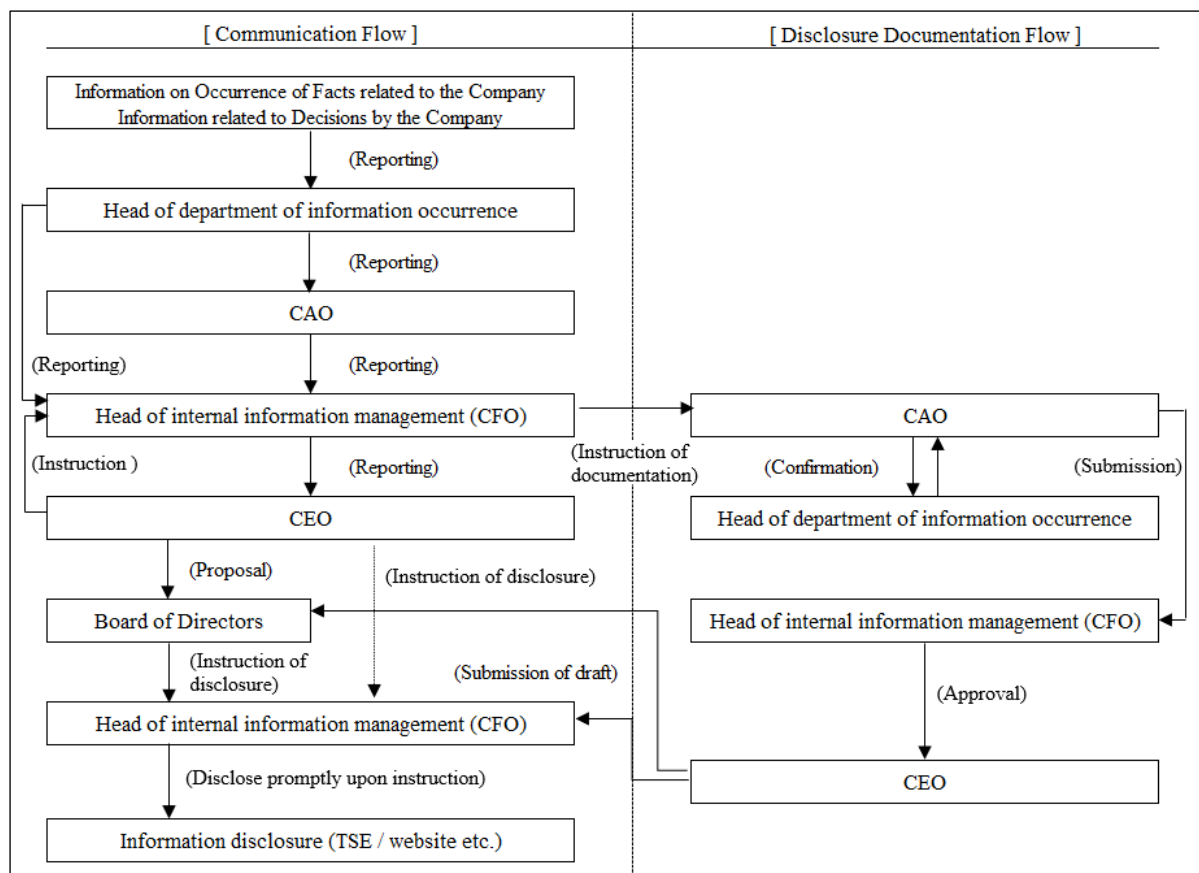 [ Communication Flow ]
[ Disclosure Documentation Flow ]
Information on Occurrence of Facts related to the Company
Information related to Decisions by the Company
(Reporting)
Head of department of information occurrence
(Reporting)
CAO
(Reporting)
(Reporting)
Head of internal information management (CFO)
(Instruction )
(Reporting)
CEO
(Proposal)
(Instruction of disclosure)
Board of Directors
(Instruction of
disclosure)
(Submission of draft)
Head of internal information management (CFO)
(Disclose promptly upon instruction)
Information disclosure (TSE / website etc.)
(Instruction of
documentation)
CAO
(Confirmation)
(Submission)
Head of department of information occurrence
Head of internal information management (CFO)
(Approval)
CEO